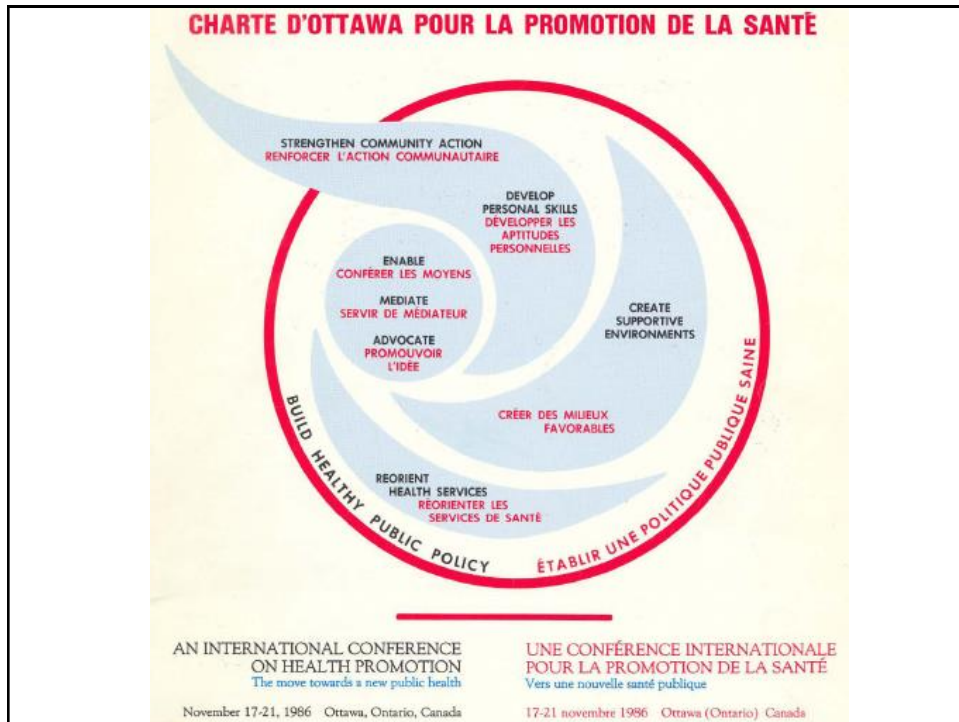 CHARTE D'OTTAWA POUR LA PROMOTION DE LA SANTÉ
STRENGTHEN COMMUNITY ACTION
RENFORCER L'ACTION COMMUNAUTAIRE
DEVELOP
PERSONAL SKILLS
DÉVELOPPER LES
APTITUDES
PERSONNELLES
ENABLE
CONFÉRER LES MOYENS
MEDIATE
SERVIR DE MÉDIATEUR
ADVOCATE
PROMOUVOIR
L'IDÉE
CREATE
SUPPORTIVE
ENVIRONMENTS
CRÉER DES MILIEUX
FAVORABLES
REORIENT
HEALTH SERVICES
RÉORIENTER LES
SERVICES DE SANTÉ
BUILD HEALTHY PUBLIC POLICY
ÉTABLIR UNE POLITIQUE PUBLIQUE SAINE
AN INTERNATIONAL CONFERENCE
ON HEALTH PROMOTION
The move towards a new public health
November 17-21, 1986 Ottawa, Ontario, Canada
UNE CONFÉRENCE INTERNATIONALE
POUR LA PROMOTION DE LA SANTÉ
Vers une nouvelle santé publique
17-21 novembre 1986 Ottawa (Ontario) Canada